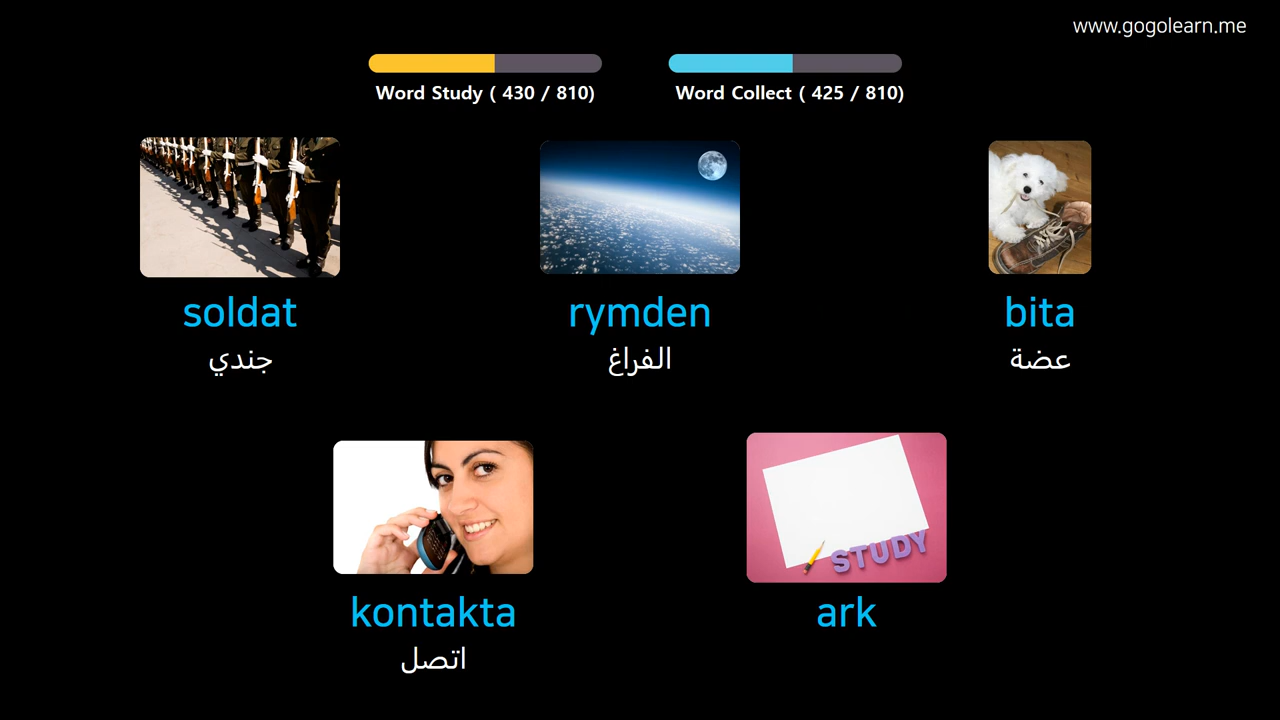 www.gogolearn.me
Word Study ( 430 / 810)
Word Collect ( 425 / 810)
soldat
جندي
rymden
الفراغ
bita
عضة
kontakta
اتصل
STUDY
ark